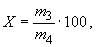 X = m₃/m₄ · 100 ,